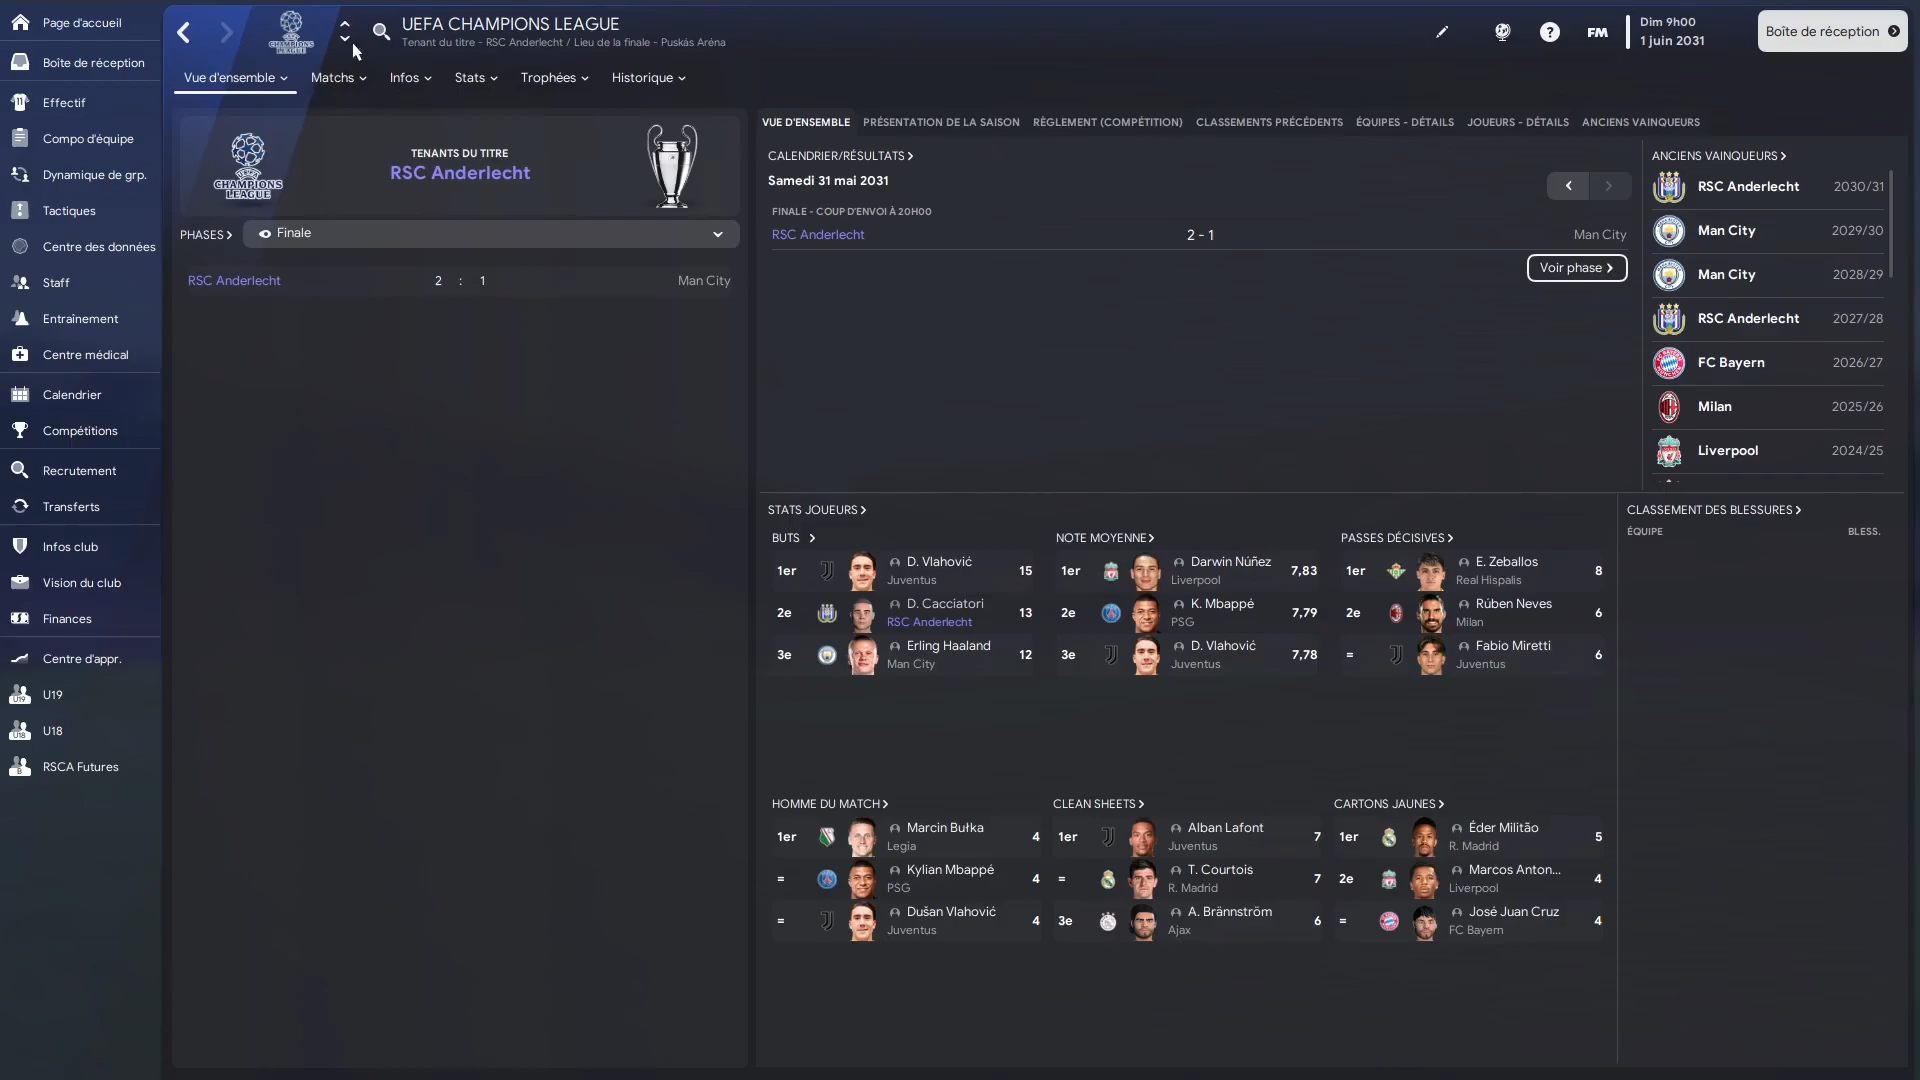 Page d'accueil
Boîte de réception
Effectif
Compo d'équipe
Dynamique de grp.
Tactiques
Centre des données
Staff
Entraînement
Centre médical
Calendrier
Compétitions
Recrutement
Transferts
Infos club
Vision du club
Finances
Centre d'appr.
U19
U19
U18
U18
B
RSCA Futures
CHAMPIONS LEAGUE
UEFA CHAMPIONS LEAGUE
Tenant du titre - RSC Anderlecht / Lieu de la finale - Puskás Aréna
?
FM
Dim 9h00
1 juin 2031
Boîte de réception
Vue d'ensemble
Matchs
Infos
Stats
Trophées
Historique
UEFA
CHAMPIONS
LEAGUE
TENANTS DU TITRE
RSC Anderlecht
PHASES
Finale
RSC Anderlecht 2 : 1 Man City
VUE D'ENSEMBLE PRÉSENTATION DE LA SAISON RÈGLEMENT (COMPÉTITION) CLASSEMENTS PRÉCÉDENTS ÉQUIPES - DÉTAILS JOUEURS - DÉTAILS ANCIENS VAINQUEURS
CALENDRIER/RÉSULTATS
Samedi 31 mai 2031
FINALE - COUP D'ENVOI À 20H00
RSC Anderlecht 2 - 1 Man City
Voir phase
ANCIENS VAINQUEURS
RSC Anderlecht 2030/31
Man City 2029/30
Man City 2028/29
RSC Anderlecht 2027/28
FC Bayern 2026/27
Milan 2025/26
Liverpool 2024/25
STATS JOUEURS
BUTS
1er D. Vlahović 15
Juventus
2e D. Cacciatori 13
RSC Anderlecht
3e Erling Haaland 12
Man City
NOTE MOYENNE
1er Darwin Núñez 7,83
Liverpool
2e K. Mbappé 7,79
PSG
3e D. Vlahović 7,78
Juventus
PASSES DÉCISIVES
1er E. Zeballos 8
Real Hispalis
2e Rúben Neves 6
Milan
= Fabio Miretti 6
Juventus
HOMME DU MATCH
1er Marcin Bułka 4
Legia
= Kylian Mbappé 4
PSG
= Dušan Vlahović 4
Juventus
CLEAN SHEETS
1er Alban Lafont 7
Juventus
= T. Courtois 7
R. Madrid
3e A. Brännström 6
Ajax
CARTONS JAUNES
1er Éder Militão 5
R. Madrid
2e Marcos Anton... 4
Liverpool
= José Juan Cruz 4
FC Bayern
CLASSEMENT DES BLESSURES
ÉQUIPE BLESS.